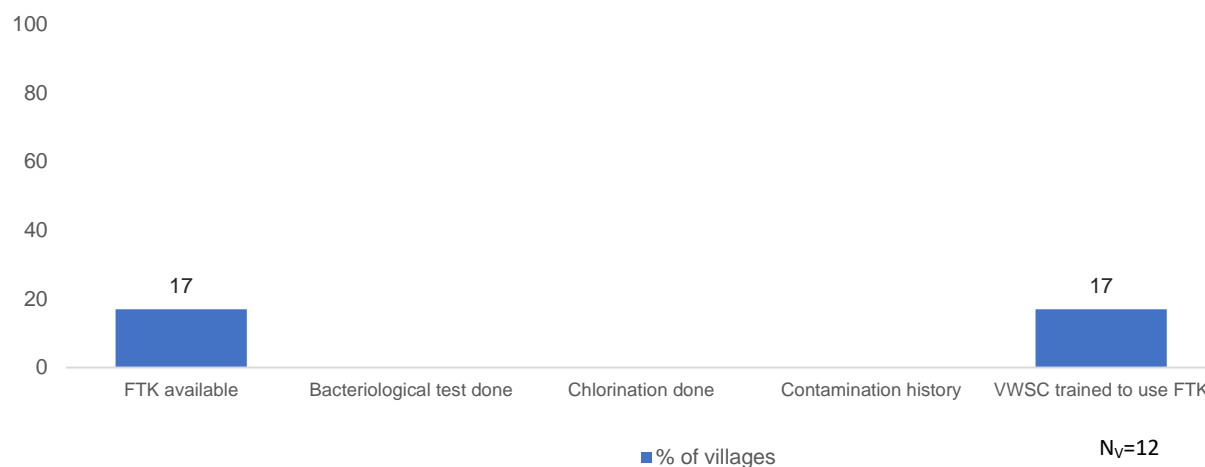 100
80
60
40
20
0
17
17
FTK available
Bacteriological test done
Chlorination done
Contamination history
VWSC trained to use FTK
% of villages
NV=12